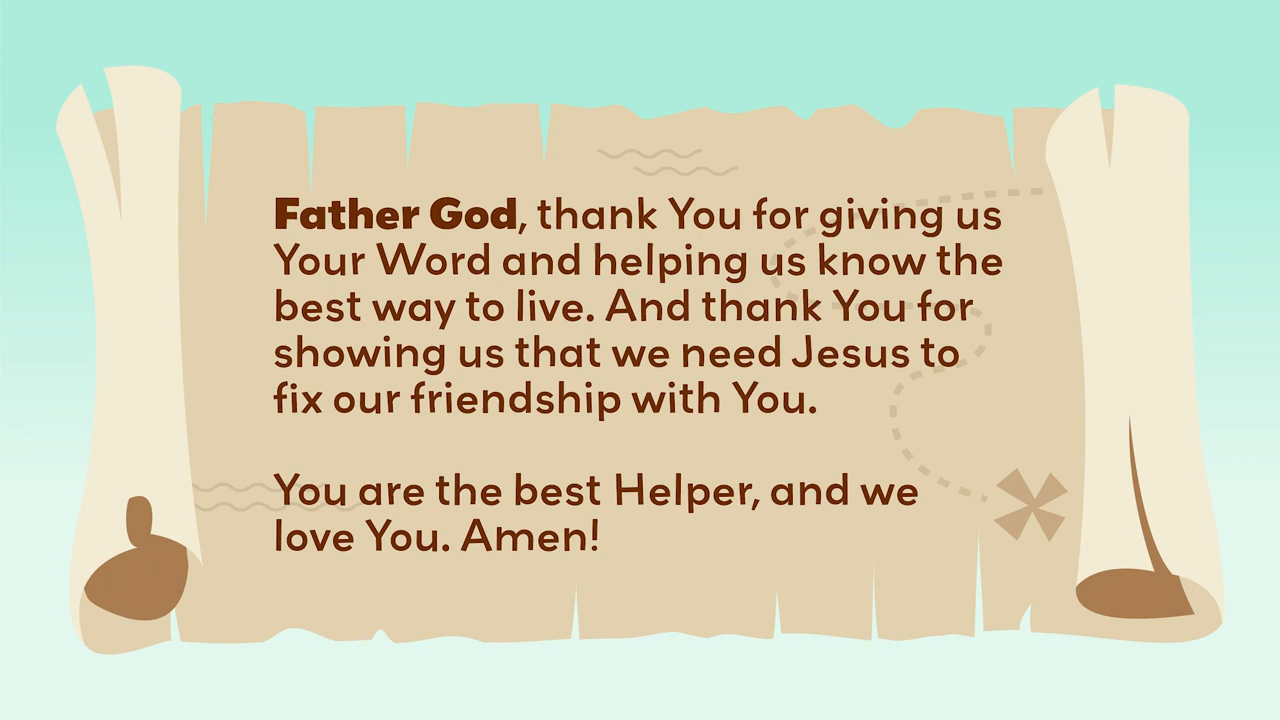 Father God, thank You for giving us
Your Word and helping us know the
best way to live. And thank You for
showing us that we need Jesus to
fix our friendship with You.
You are the best Helper, and we
love You. Amen!